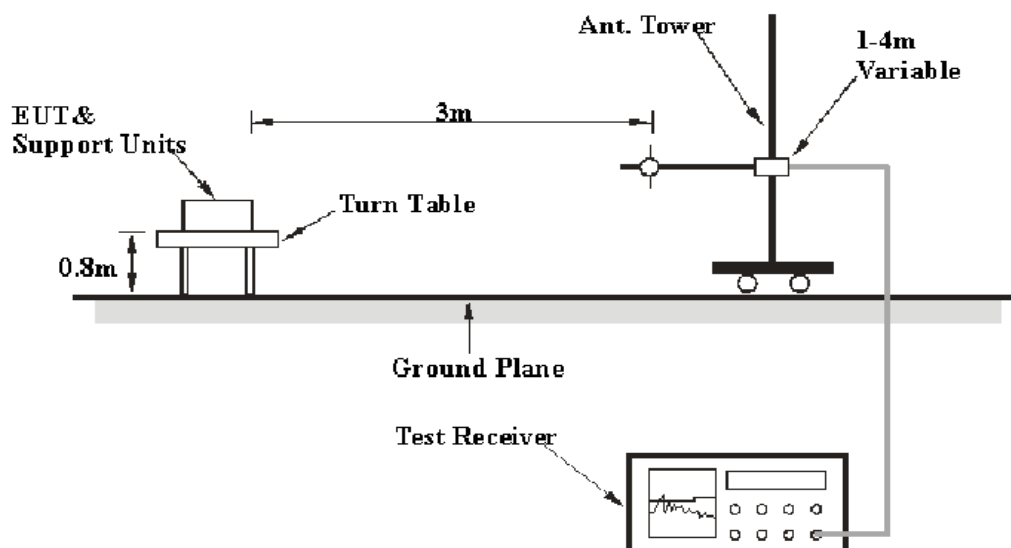 Ant. Tower
1-4m
Variable
EUT&
Support Units
3m
Turn Table
0.8m
Ground Plane
Test Receiver